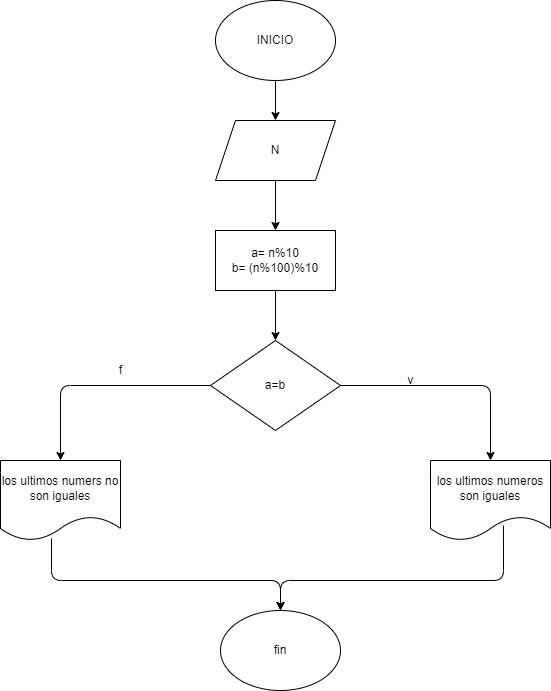 INICIO
N
a= n%10
b= (n%100)%10
a=b
f
v
los ultimos numers no
son iguales
los ultimos numeros
son iguales
fin